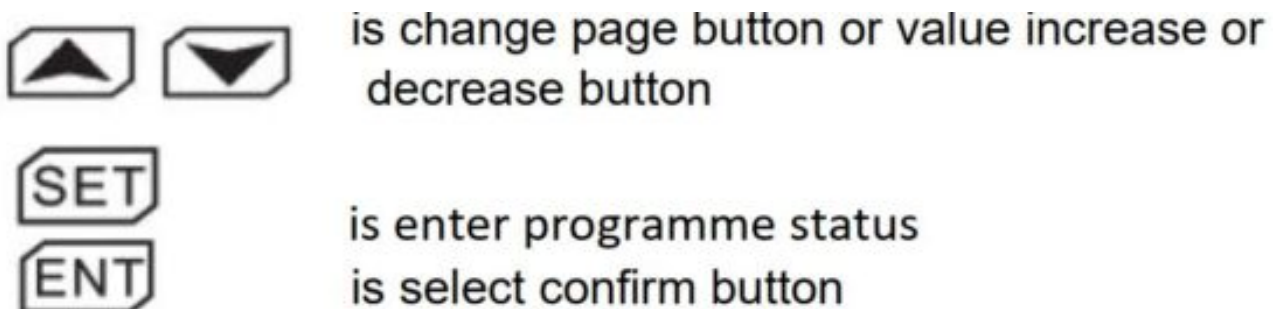 is change page button or value increase or
decrease button
SET
is enter programme status
ENT
is select confirm button